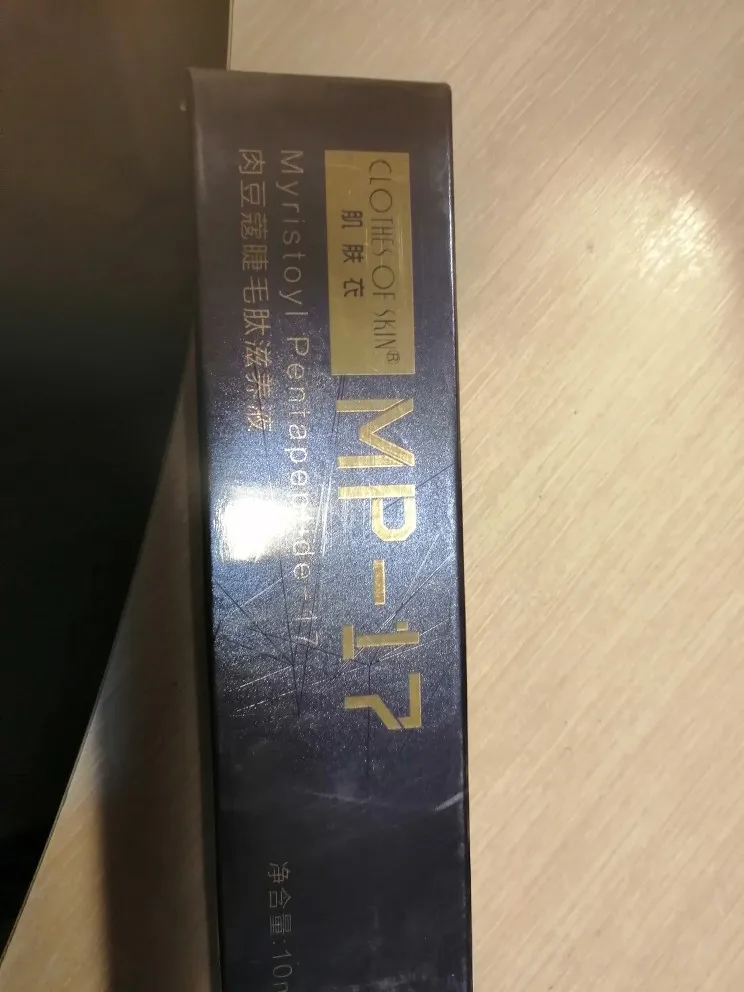 CLOTHES OF SKIN®
肌肤衣
MP-17
Myristoyl Pentapeptide-17
肉豆蔻睫毛肽滋养液
净含量:10m